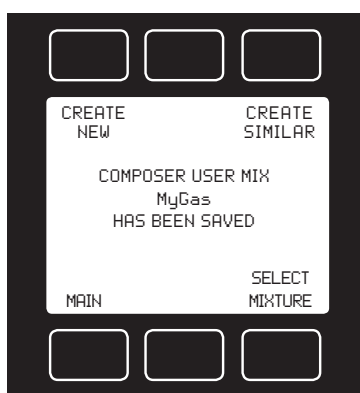 CREATE NEW
CREATE SIMILAR
COMPOSER USER MIX
MyGas
HAS BEEN SAVED
MAIN
SELECT MIXTURE